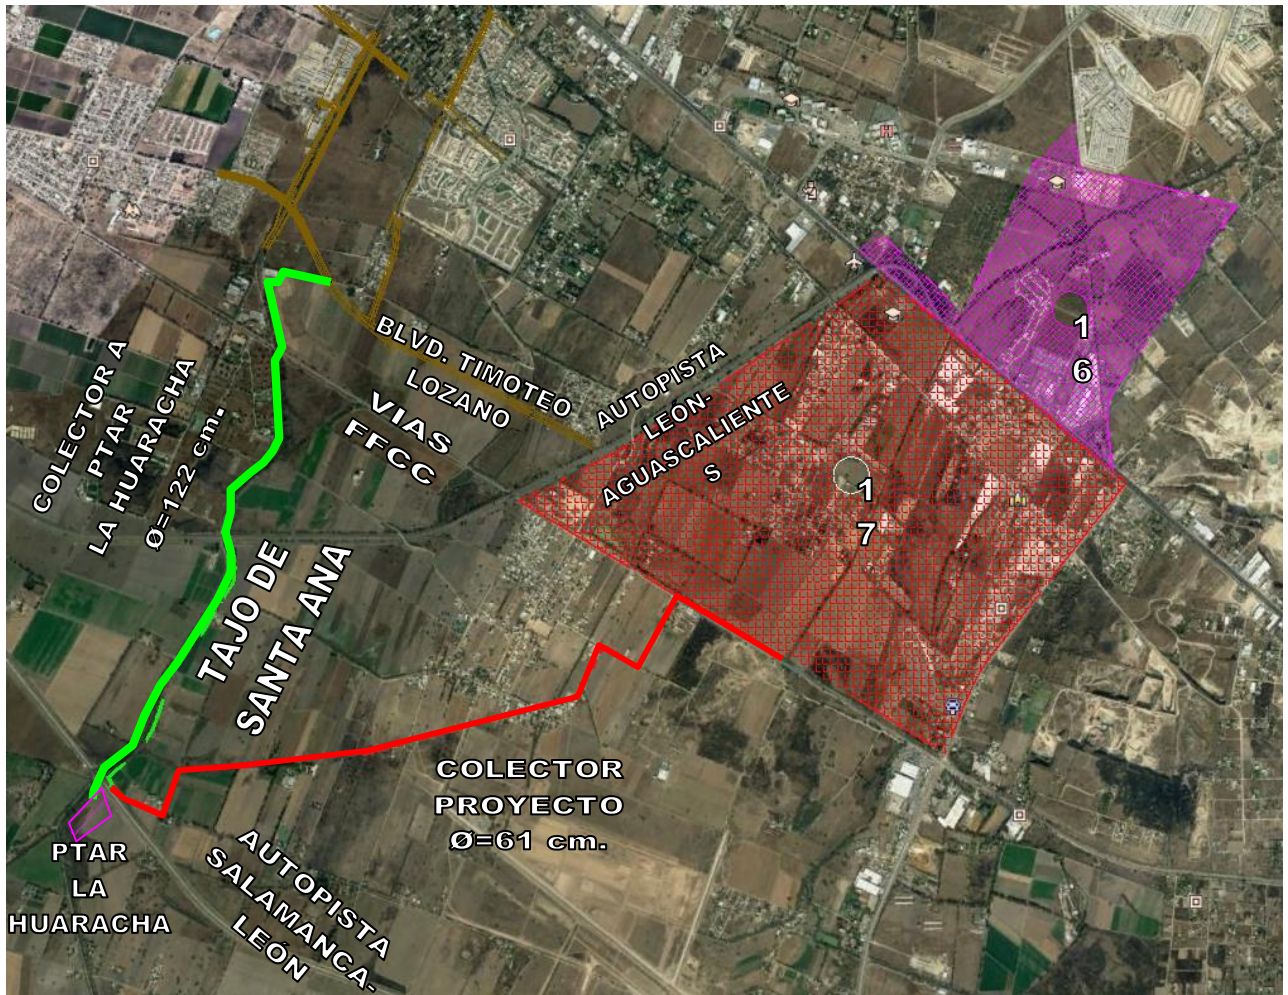 1
6
BLVD. TIMOTEO
LOZANO
AUTOPISTA
LEÓN-
AGUASCALIENTE
S
VIAS
FFCC
COLECTOR A
PTAR
LA HUARACHA
Ø=122 cm.
1
7
TAJO DE
SANTA ANA
COLECTOR
PROYECTO
Ø=61 cm.
PTAR
LA
HUARACHA
AUTOPISTA
SALAMANCA-
LEÓN
H